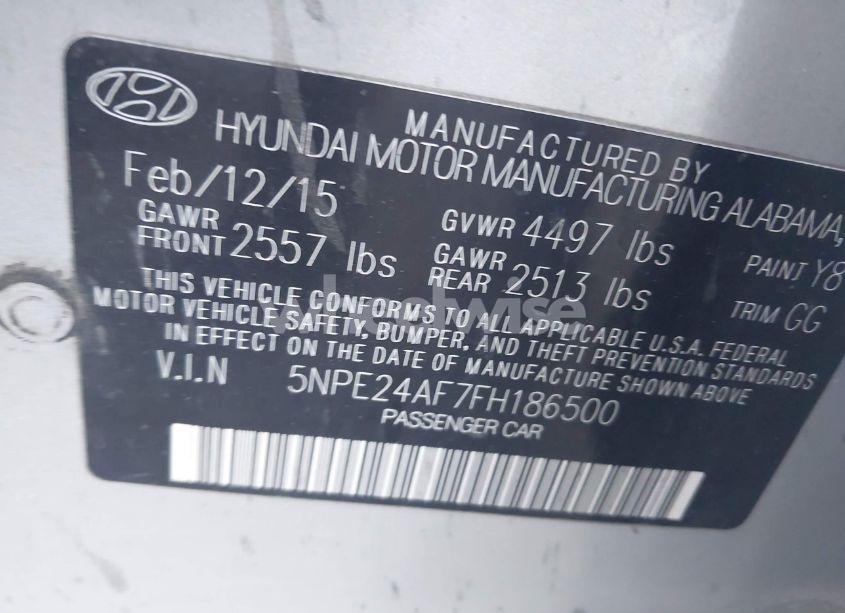 MANUFACTURED BY
HYUNDAI MOTOR MANUFACTURING ALABAMA,
Feb/12/15
GAWR FRONT 2557 lbs
GVWR 4497 lbs
GAWR REAR 2513 lbs
PAINT Y8
TRIM GG
THIS VEHICLE CONFORMS TO ALL APPLICABLE U.S.A. FEDERAL
MOTOR VEHICLE SAFETY, BUMPER, AND THEFT PREVENTION STANDARDS
IN EFFECT ON THE DATE OF MANUFACTURE SHOWN ABOVE
V.I.N 5NPE24AF7FH186500
PASSENGER CAR